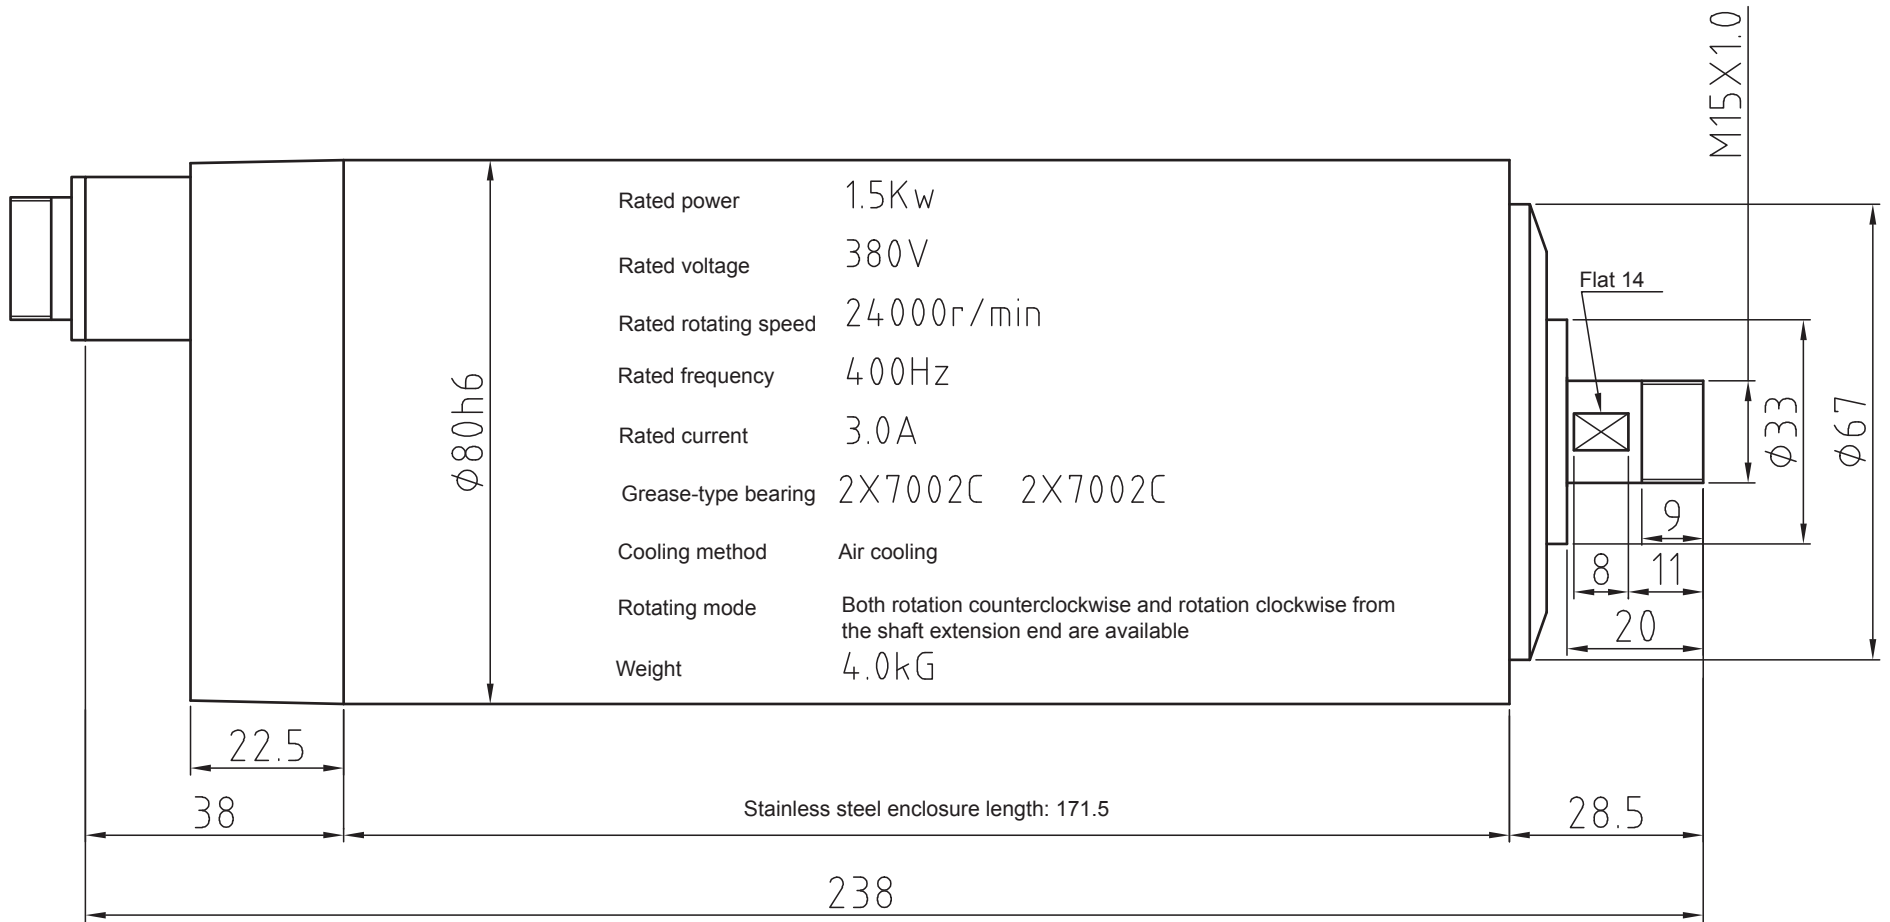 M15X1.0
Rated power 1.5Kw
Rated voltage 380V
Flat 14
Rated rotating speed 24000r/min
Rated frequency 400Hz
Rated current 3.0A
ϕ80h6
ϕ33
ϕ67
Grease-type bearing 2X7002C 2X7002C
9
Cooling method Air cooling
8 11
Rotating mode Both rotation counterclockwise and rotation clockwise from
the shaft extension end are available
20
Weight 4.0kG
22.5
38
Stainless steel enclosure length: 171.5
28.5
238